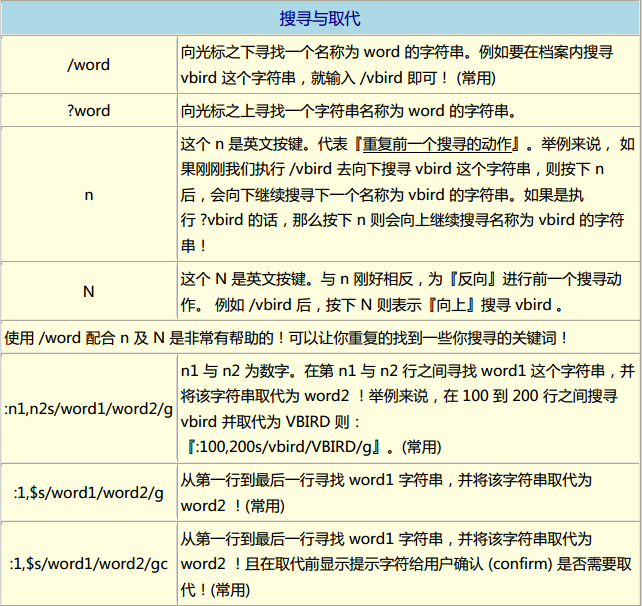 搜寻与取代
/word
向光标之下寻找一个名称为 word 的字符串。例如要在档案内搜寻
vbird 这个字符串，就输入 /vbird 即可！ (常用)
?word
向光标之上寻找一个字符串名称为 word 的字符串。
n
这个 n 是英文按键。代表『重复前一个搜寻的动作』。举例来说， 如
果刚刚我们执行 /vbird 去向下搜寻 vbird 这个字符串，则按下 n
后，会向下继续搜寻下一个名称为 vbird 的字符串。如果是执
行 ?vbird 的话，那么按下 n 则会向上继续搜寻名称为 vbird 的字符
串！
N
这个 N 是英文按键。与 n 刚好相反，为『反向』进行前一个搜寻动
作。 例如 /vbird 后，按下 N 则表示『向上』搜寻 vbird 。
使用 /word 配合 n 及 N 是非常有帮助的！可以让你重复的找到一些你搜寻的关键词！
:n1,n2s/word1/word2/g
n1 与 n2 为数字。在第 n1 与 n2 行之间寻找 word1 这个字符串，并
将该字符串取代为 word2 ！举例来说，在 100 到 200 行之间搜寻
vbird 并取代为 VBIRD 则：
『:100,200s/vbird/VBIRD/g』。(常用)
:1,$s/word1/word2/g
从第一行到最后一行寻找 word1 字符串，并将该字符串取代为
word2 ！(常用)
:1,$s/word1/word2/gc
从第一行到最后一行寻找 word1 字符串，并将该字符串取代为
word2 ！且在取代前显示提示字符给用户确认 (confirm) 是否需要取
代！(常用)